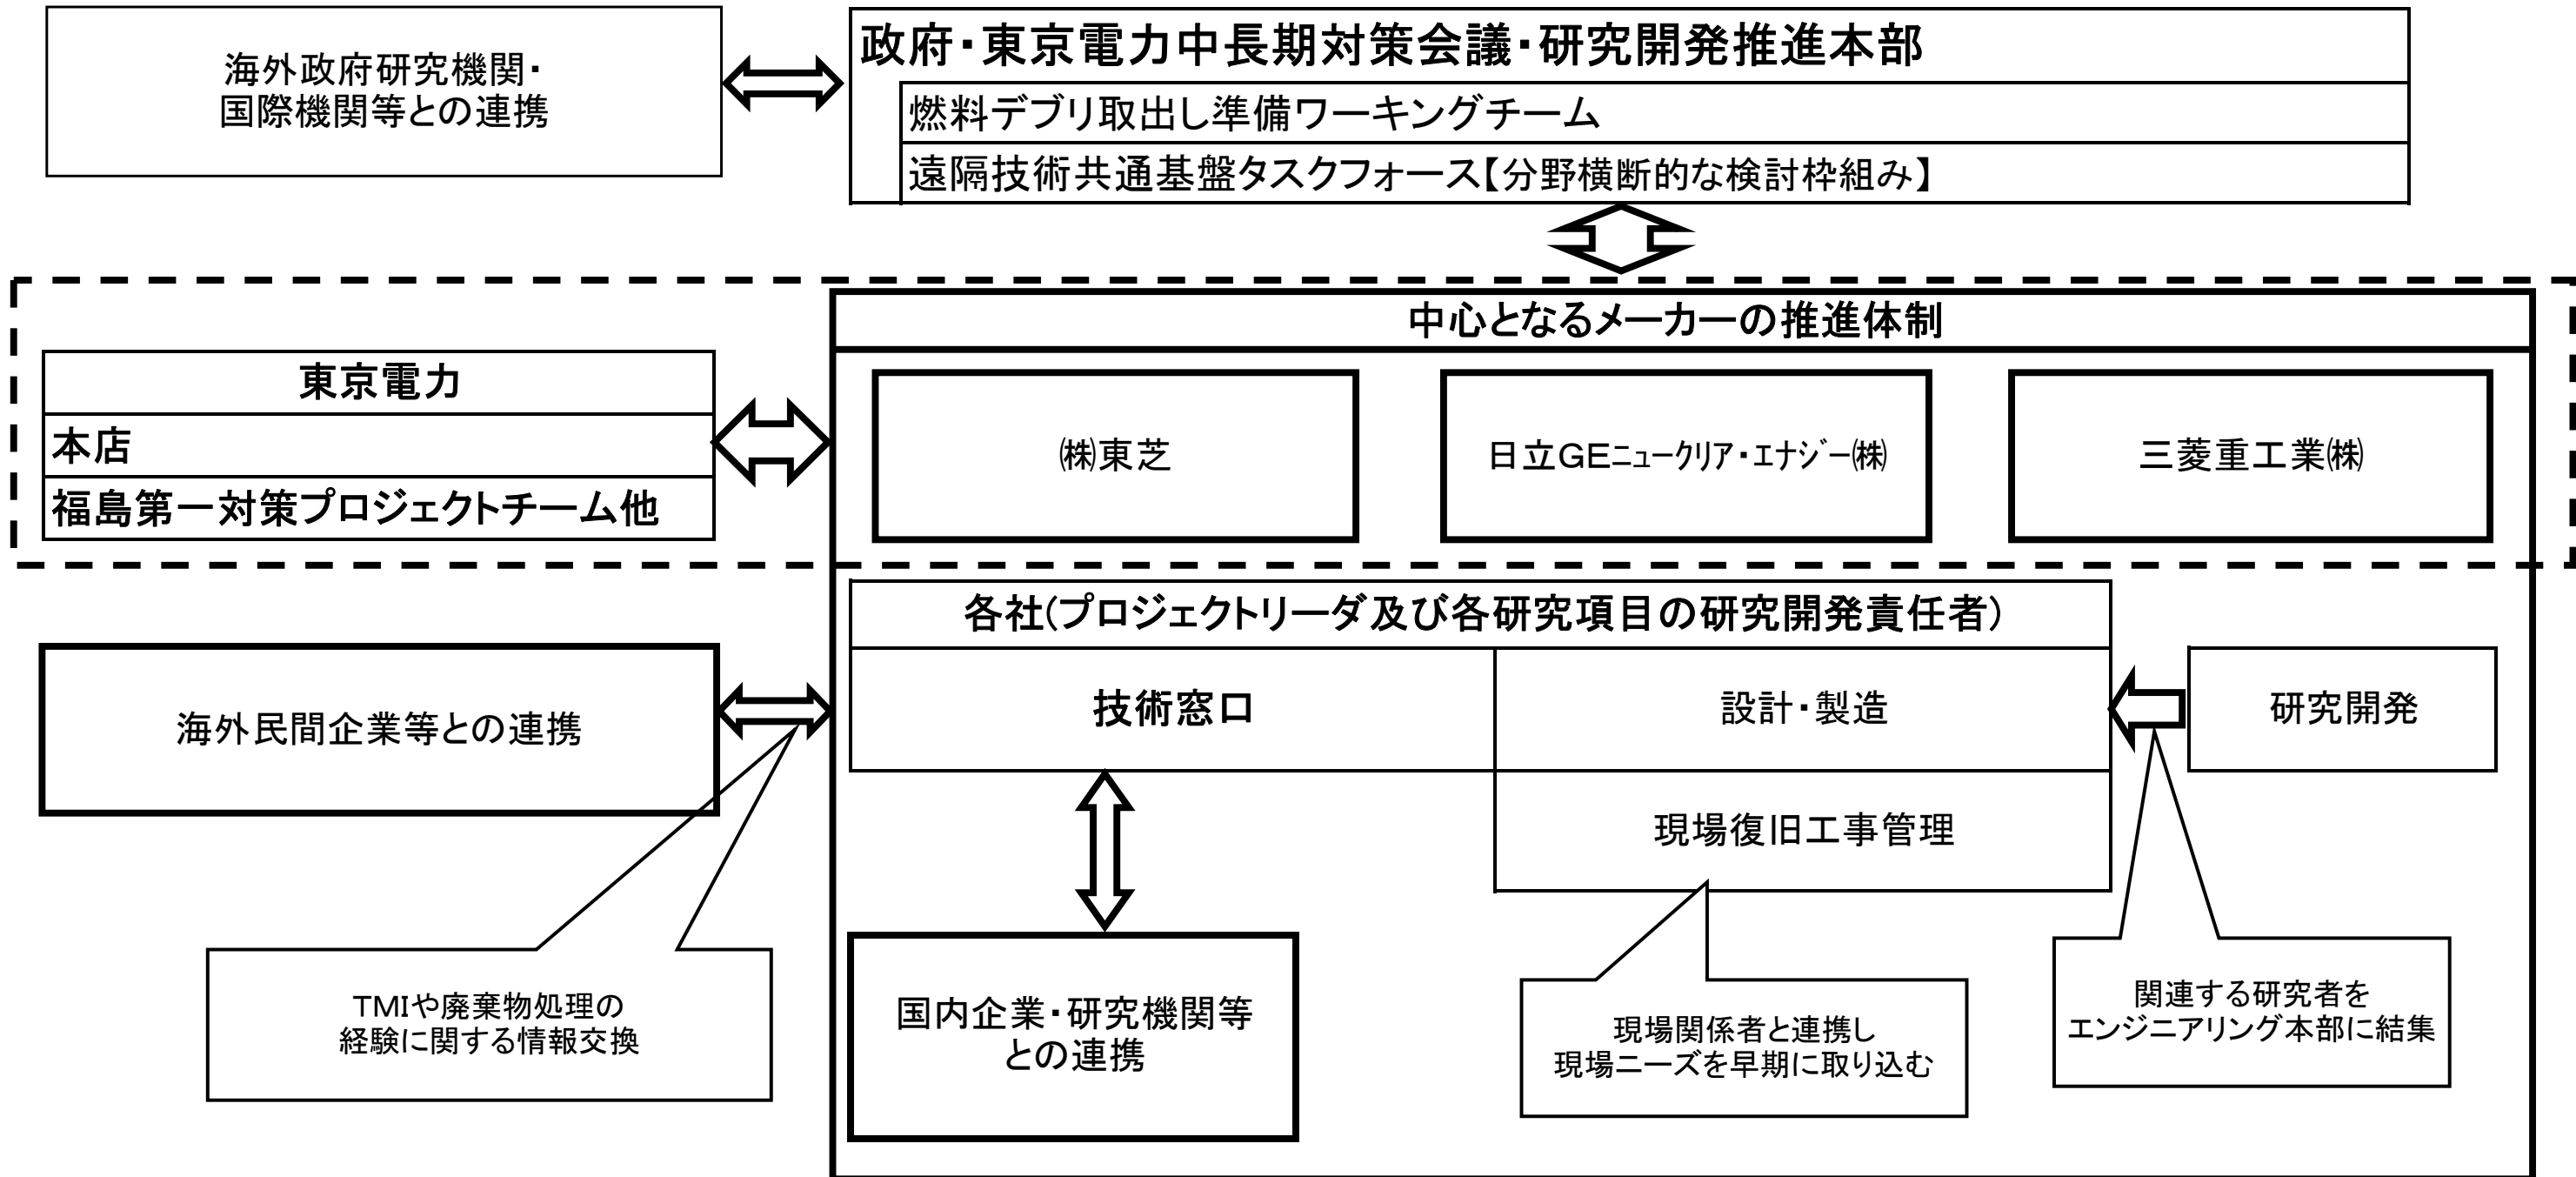 海外政府研究機関・
国際機関等との連携
政府・東京電力中長期対策会議・研究開発推進本部
燃料デブリ取出し準備ワーキングチーム
遠隔技術共通基盤タスクフォース【分野横断的な検討枠組み】
中心となるメーカーの推進体制
東京電力
本店
福島第一対策プロジェクトチーム他
㈱東芝
日立GEﾆｭｰｸﾘｱ・ｴﾅｼﾞｰ㈱
三菱重工業㈱
各社(プロジェクトリーダ及び各研究項目の研究開発責任者)
海外民間企業等との連携
技術窓口
設計・製造
研究開発
現場復旧工事管理
TMIや廃棄物処理の
経験に関する情報交換
国内企業・研究機関等
との連携
現場関係者と連携し
現場ニーズを早期に取り込む
関連する研究者を
エンジニアリング本部に結集